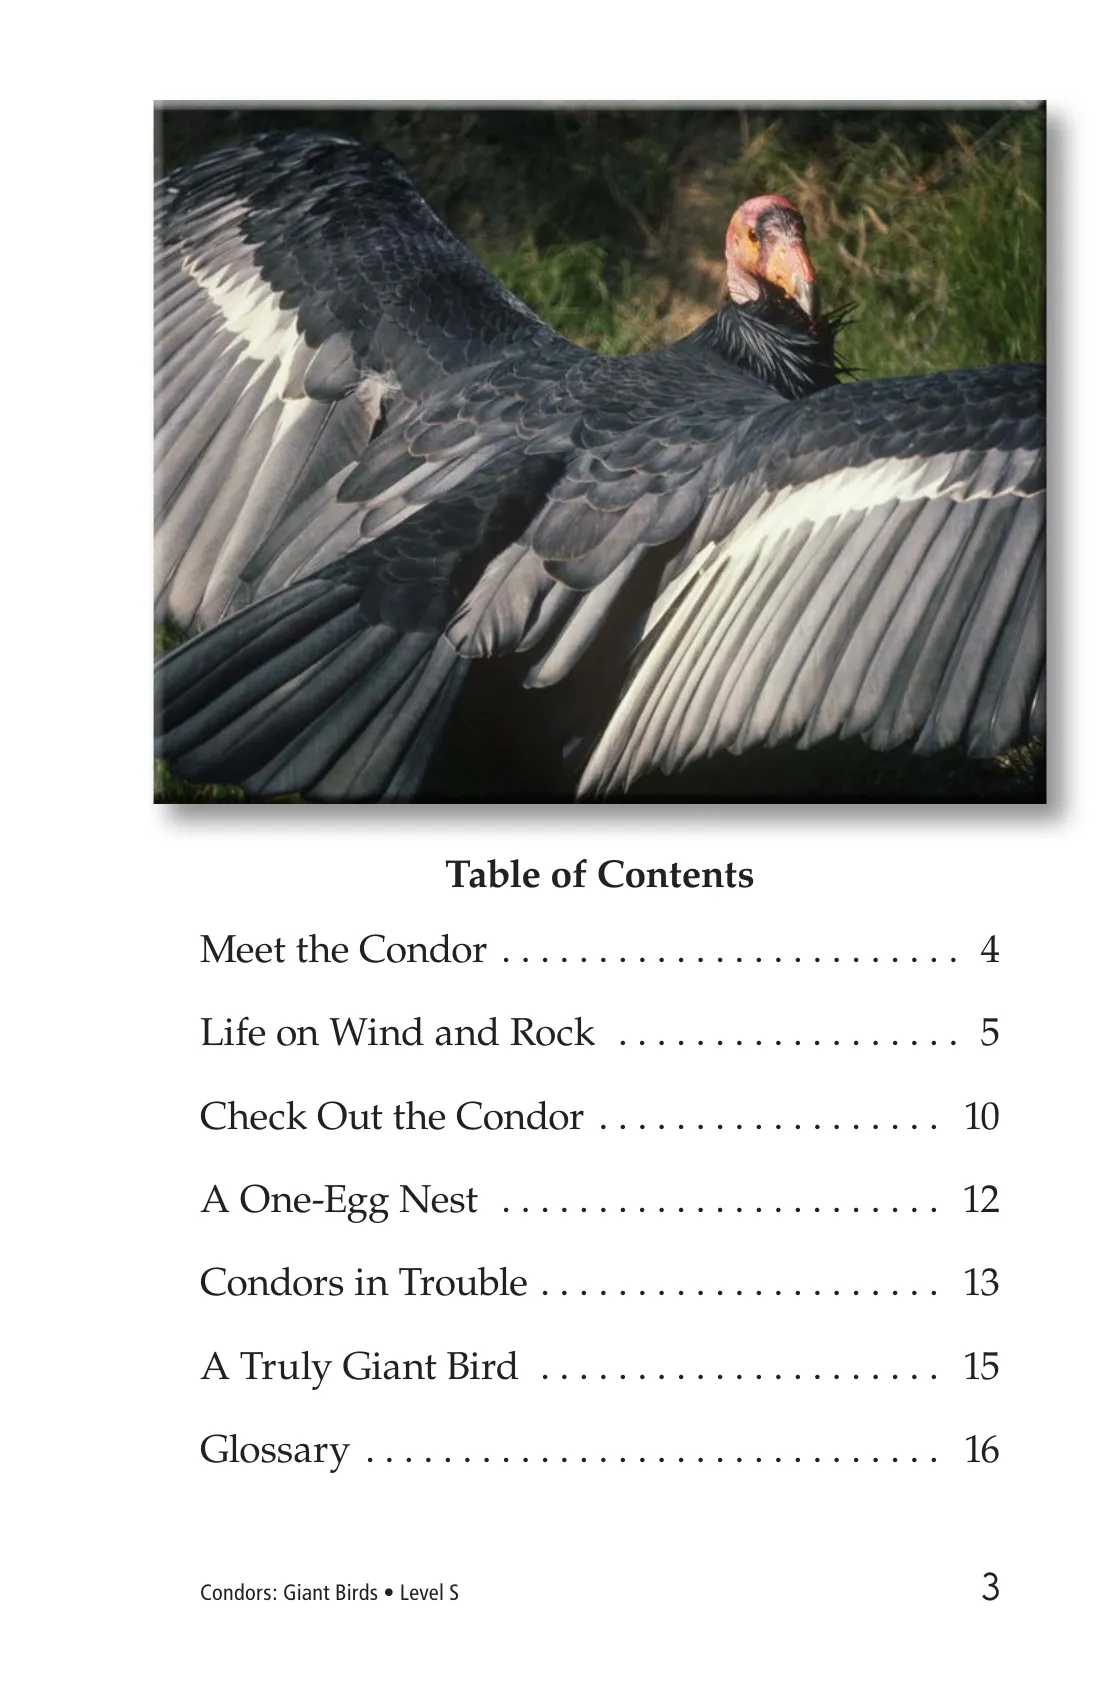 Table of Contents
Meet the Condor . . . . . . . . . . . . . . . . . . . . . . . . 4
Life on Wind and Rock . . . . . . . . . . . . . . . . . . 5
Check Out the Condor . . . . . . . . . . . . . . . . . . 10
A One-Egg Nest . . . . . . . . . . . . . . . . . . . . . . . 12
Condors in Trouble . . . . . . . . . . . . . . . . . . . . . 13
A Truly Giant Bird . . . . . . . . . . . . . . . . . . . . . 15
Glossary . . . . . . . . . . . . . . . . . . . . . . . . . . . . . . 16
Condors: Giant Birds • Level S 3